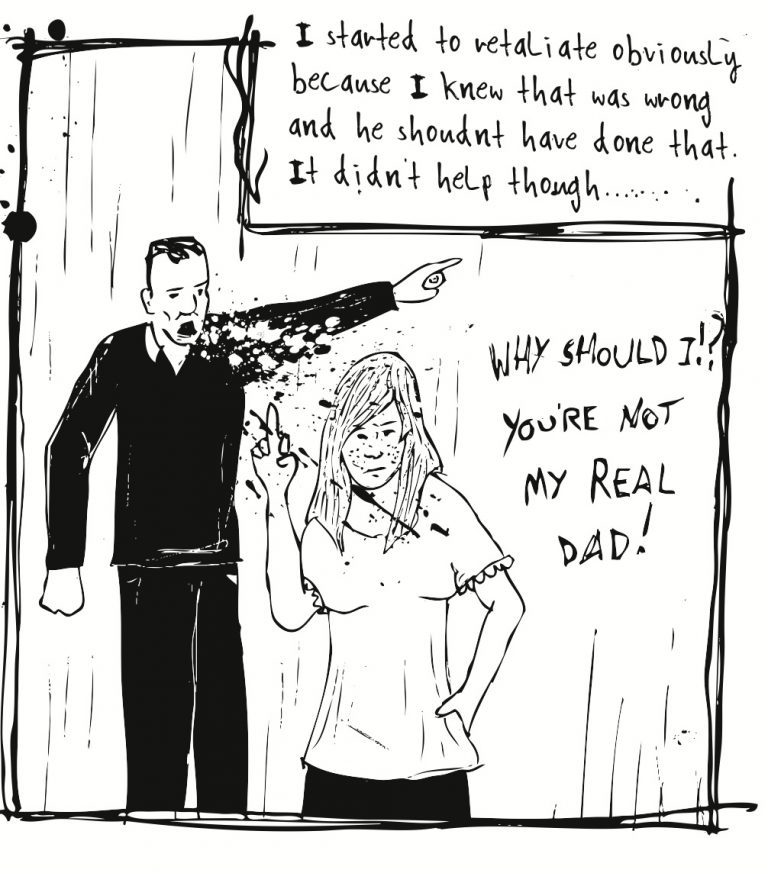 I started to retaliate obviously
because I knew that was wrong
and he shoudnt have done that.
It didn't help though.........
WHY SHOULD I!?
YOU'RE NOT
MY REAL
DAD!